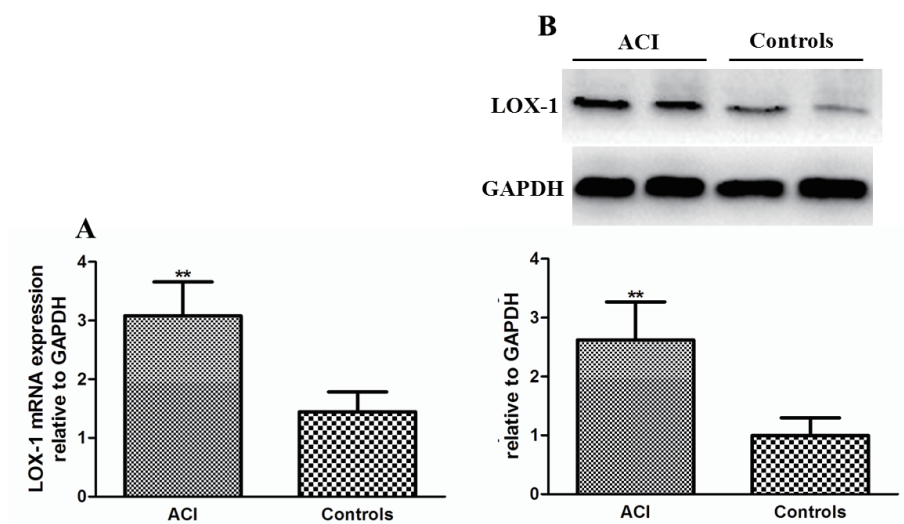 B
ACI Controls
LOX-1
GAPDH
A
LOX-1 mRNA expression
relative to GAPDH
4
3
2
1
0
**
ACI Controls
relative to GAPDH
4
3
2
1
0
**
ACI Controls